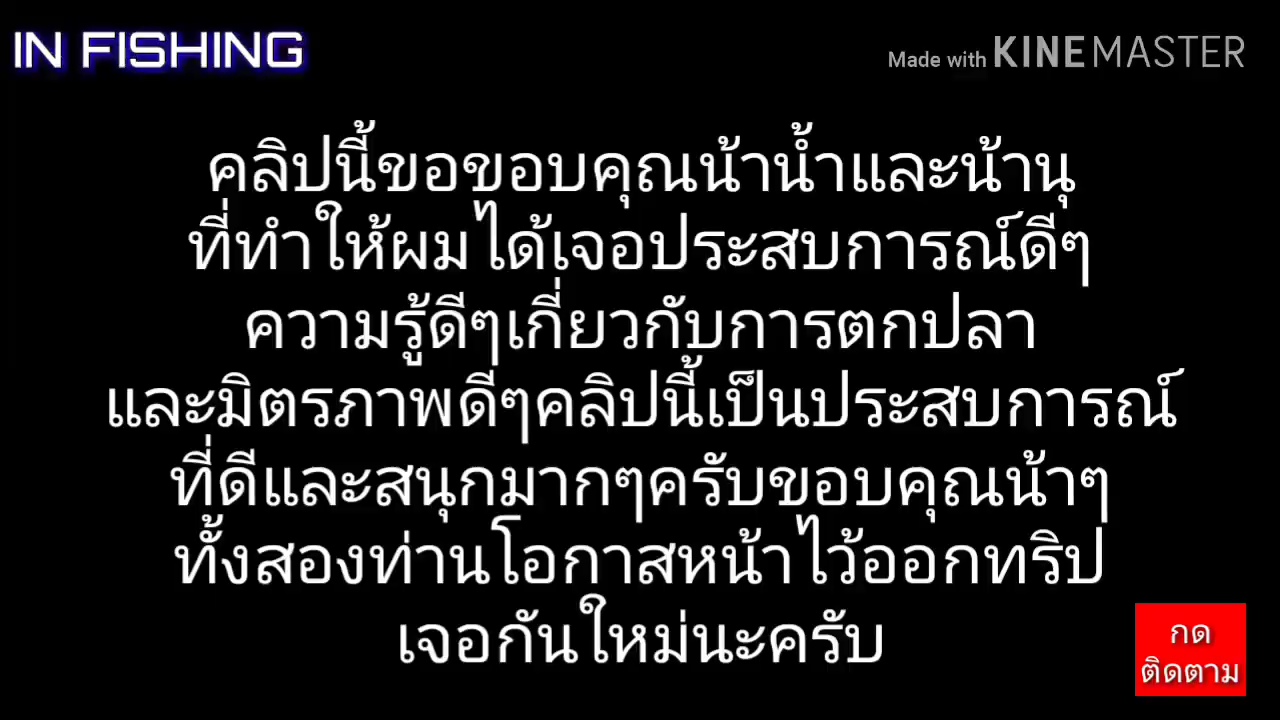 IN FISHING
Made with KINEMASTER
คลิปนี้ขอขอบคุณน้าน้ำและน้านุ
ที่ทำให้ผมได้เจอประสบการณ์ดีๆ
ความรู้ดีๆเกี่ยวกับการตกปลา
และมิตรภาพดีๆคลิปนี้เป็นประสบการณ์
ที่ดีและสนุกมากๆครับขอบคุณน้าๆ
ทั้งสองท่านโอกาสหน้าไว้ออกทริป
เจอกันใหม่นะครับ
กด
ติดตาม